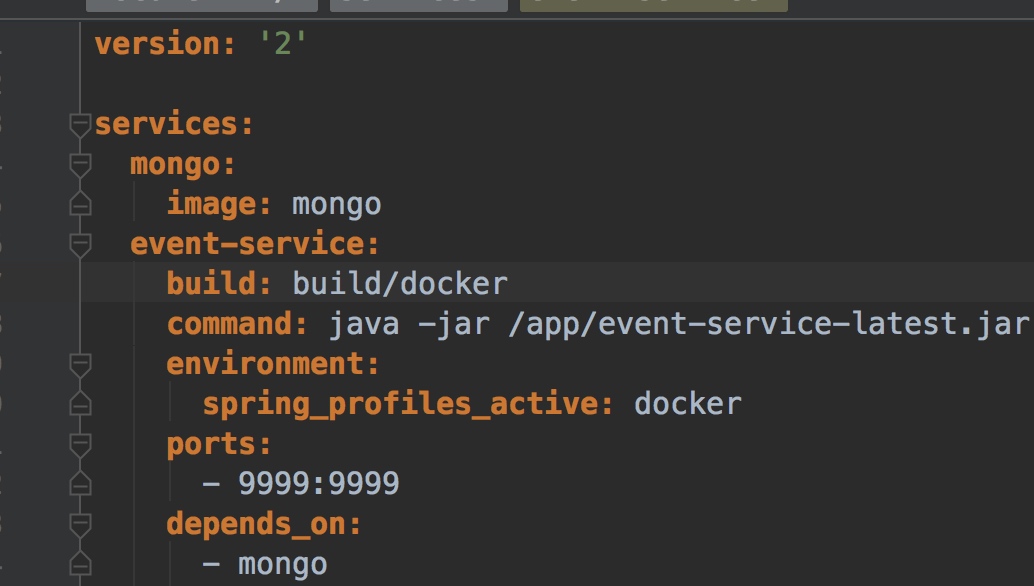 version: '2'
services:
mongo:
image: mongo
event-service:
build: build/docker
command: java -jar /app/event-service-latest.jar
environment:
spring_profiles_active: docker
ports:
- 9999:9999
depends_on:
- mongo